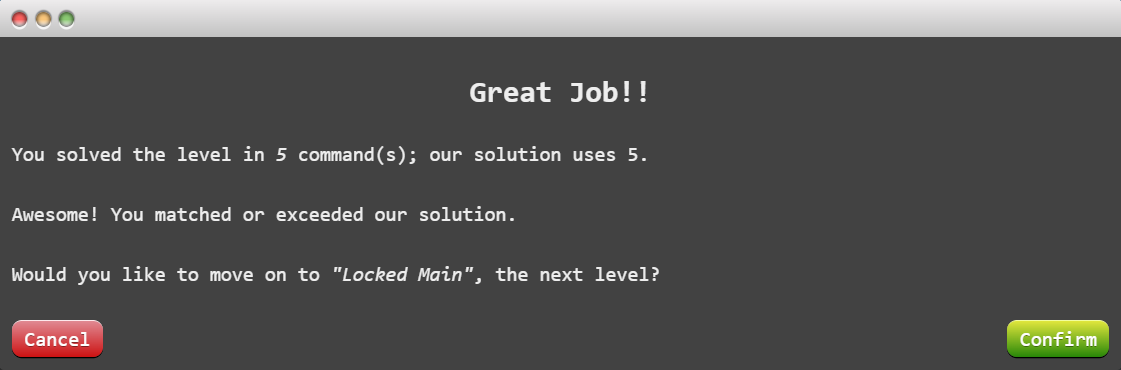 Great Job!!
You solved the level in 5 command(s); our solution uses 5.
Awesome! You matched or exceeded our solution.
Would you like to move on to "Locked Main", the next level?
Cancel
Confirm